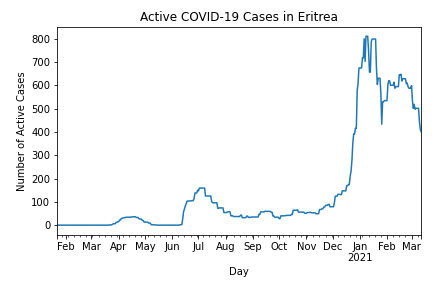 Active COVID-19 Cases in Eritrea
800
700
600
500
400
300
200
100
0
Number of Active Cases
Feb Mar Apr May Jun Jul Aug Sep Oct Nov Dec Jan Feb Mar
2021
Day